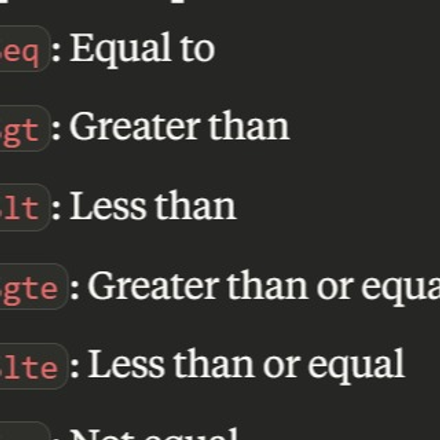 eq : Equal to
gt : Greater than
lt : Less than
gte : Greater than or equa
lte : Less than or equal
: Not equal